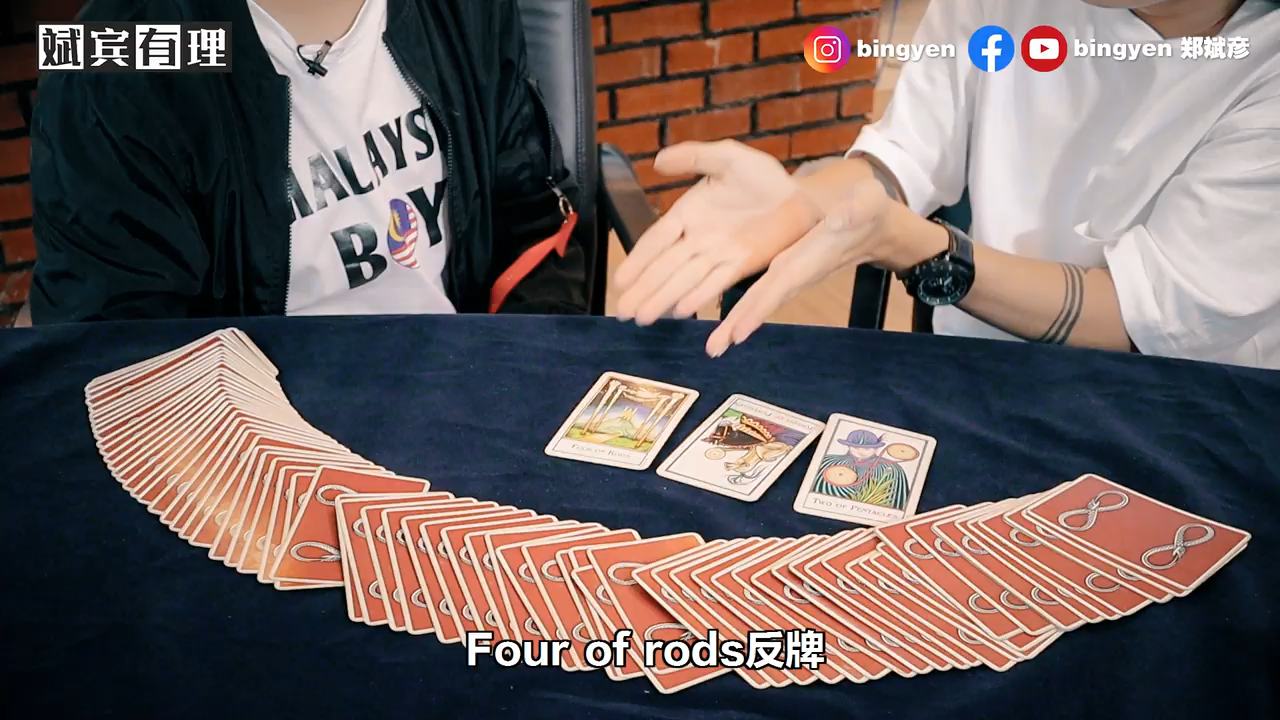 斌宾有理
bingyen
bingyen 郑斌彦
MALAYS
BOY
FOUR OF RODS
TWO OF PENTACLES
Four of rods反牌